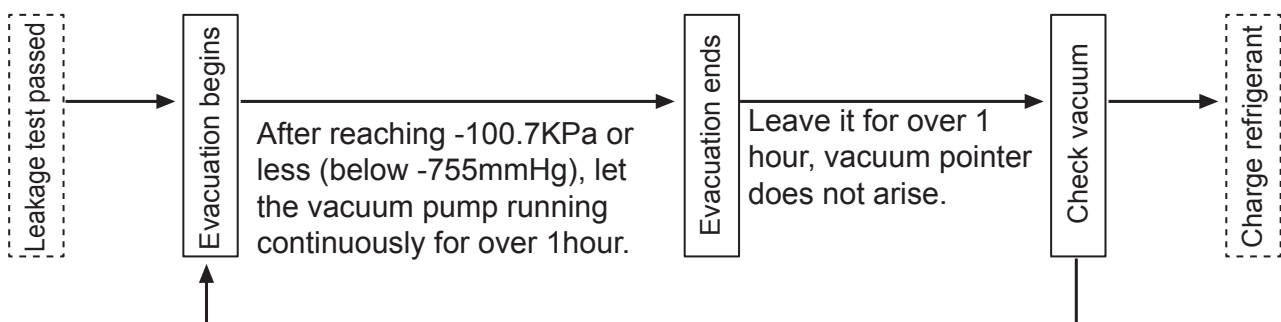 Leakage test passed
Evacuation begins
After reaching -100.7KPa or
less (below -755mmHg), let
the vacuum pump running
continuously for over 1hour.
Evacuation ends
Leave it for over 1
hour, vacuum pointer
does not arise.
Check vacuum
Charge refrigerant